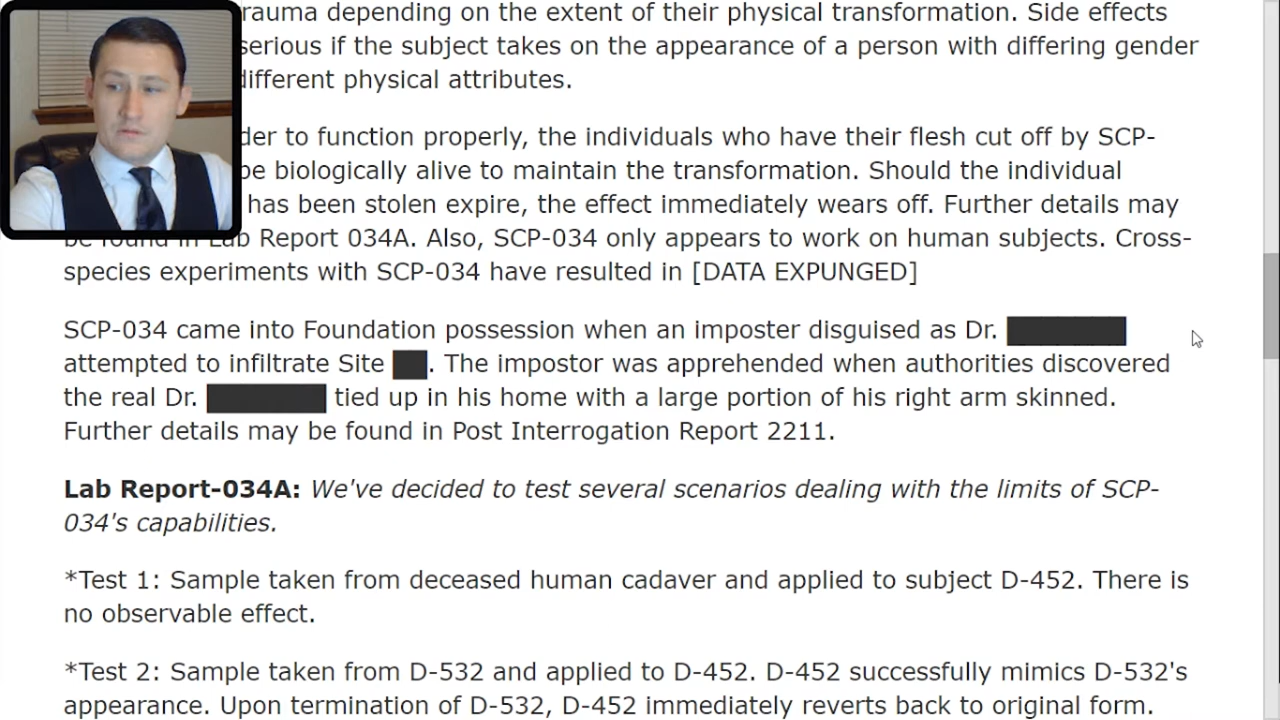 rauma depending on the extent of their physical transformation. Side effects
serious if the subject takes on the appearance of a person with differing gender
different physical attributes.
der to function properly, the individuals who have their flesh cut off by SCP-
be biologically alive to maintain the transformation. Should the individual
has been stolen expire, the effect immediately wears off. Further details may
be found in Lab Report 034A. Also, SCP-034 only appears to work on human subjects. Cross-
species experiments with SCP-034 have resulted in [DATA EXPUNGED]
SCP-034 came into Foundation possession when an imposter disguised as Dr.
attempted to infiltrate Site . The impostor was apprehended when authorities discovered
the real Dr. tied up in his home with a large portion of his right arm skinned.
Further details may be found in Post Interrogation Report 2211.
Lab Report-034A: We've decided to test several scenarios dealing with the limits of SCP-
034's capabilities.
*Test 1: Sample taken from deceased human cadaver and applied to subject D-452. There is
no observable effect.
*Test 2: Sample taken from D-532 and applied to D-452. D-452 successfully mimics D-532's
appearance. Upon termination of D-532, D-452 immediately reverts back to original form.